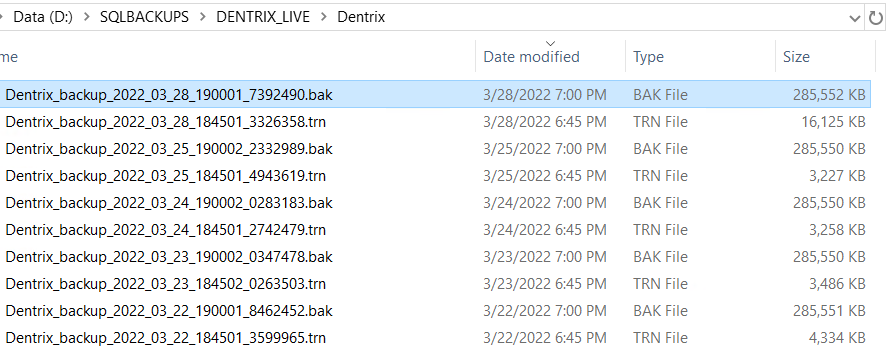 Data (D:) > SQLBACKUPS > DENTRIX_LIVE > Dentrix
me Date modified Type Size
Dentrix_backup_2022_03_28_190001_7392490.bak 3/28/2022 7:00 PM BAK File 285,552 KB
Dentrix_backup_2022_03_28_184501_3326358.trn 3/28/2022 6:45 PM TRN File 16,125 KB
Dentrix_backup_2022_03_25_190002_2332989.bak 3/25/2022 7:00 PM BAK File 285,550 KB
Dentrix_backup_2022_03_25_184501_4943619.trn 3/25/2022 6:45 PM TRN File 3,227 KB
Dentrix_backup_2022_03_24_190002_0283183.bak 3/24/2022 7:00 PM BAK File 285,550 KB
Dentrix_backup_2022_03_24_184501_2742479.trn 3/24/2022 6:45 PM TRN File 3,258 KB
Dentrix_backup_2022_03_23_190002_0347478.bak 3/23/2022 7:00 PM BAK File 285,550 KB
Dentrix_backup_2022_03_23_184502_0263503.trn 3/23/2022 6:45 PM TRN File 3,486 KB
Dentrix_backup_2022_03_22_190001_8462452.bak 3/22/2022 7:00 PM BAK File 285,551 KB
Dentrix_backup_2022_03_22_184501_3599965.trn 3/22/2022 6:45 PM TRN File 4,334 KB